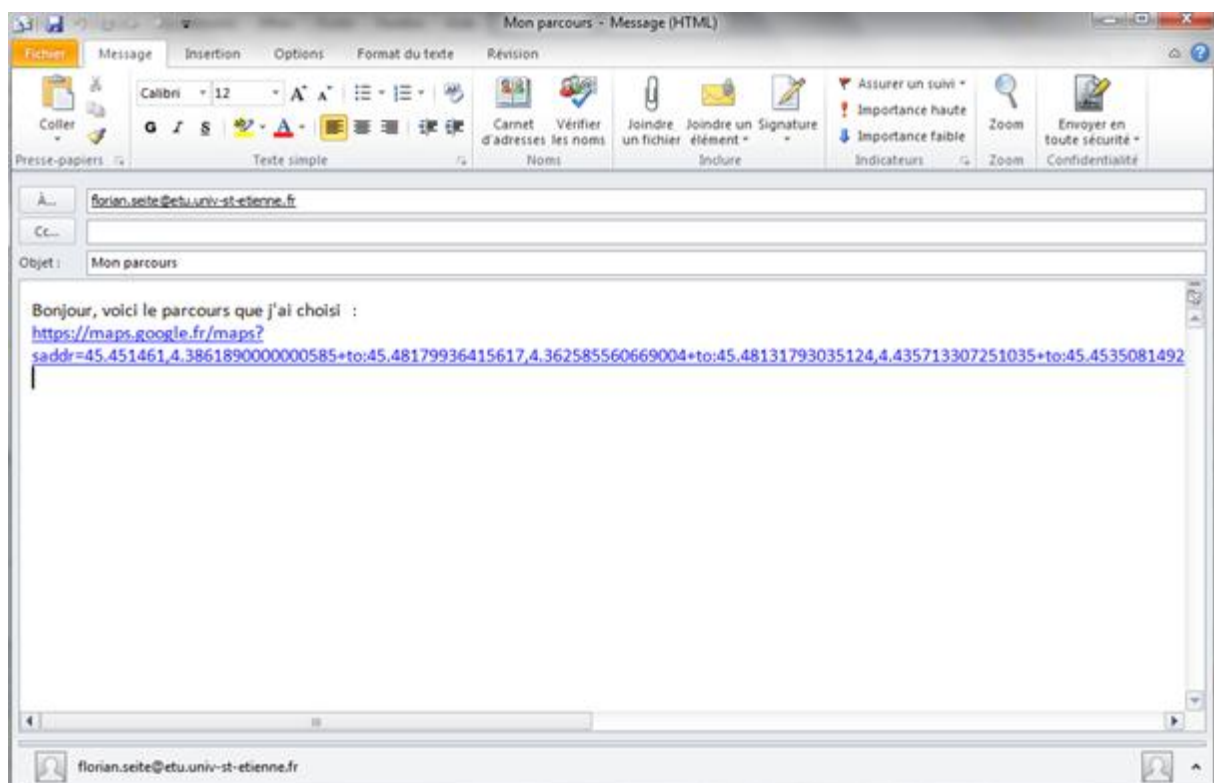 Mon parcours - Message (HTML)
Fichier Message Insertion Options Format du texte Révision
Coller
Calibri 12
G I S
Carnet d'adresses
Vérifier les noms
Joindre un fichier
Joindre un élément
Signature
Assurer un suivi
Importance haute
Importance faible
Zoom
Envoyer en toute sécurité
Presse-papiers Texte simple Noms Inclure Indicateurs Zoom Confidentialité
À... florian.seite@etu.univ-st-etienne.fr
Cc...
Objet : Mon parcours
Bonjour, voici le parcours que j'ai choisi :
https://maps.google.fr/maps?
saddr=45.451461,4.3861890000000585+to:45.48179936415617,4.362585560669004+to:45.48131793035124,4.435713307251035+to:45.4535081492
florian.seite@etu.univ-st-etienne.fr